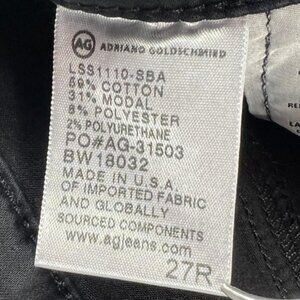 AG ADRIANO GOLDSCHMIED
LSS1110-SBA
59% COTTON
31% MODAL
8% POLYESTER
2% POLYURETHANE
PO#AG-31503
BW18032
MADE IN U.S.A.
OF IMPORTED FABRIC
AND GLOBALLY
SOURCED COMPONENTS
www.agjeans.com
27R